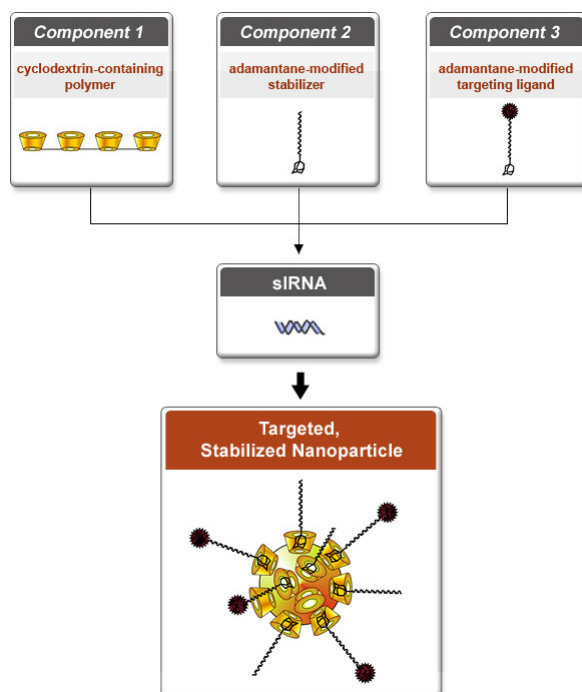 Component 1
cyclodextrin-containing
polymer
Component 2
adamantane-modified
stabilizer
Component 3
adamantane-modified
targeting ligand
sIRNA
Targeted,
Stabilized Nanoparticle